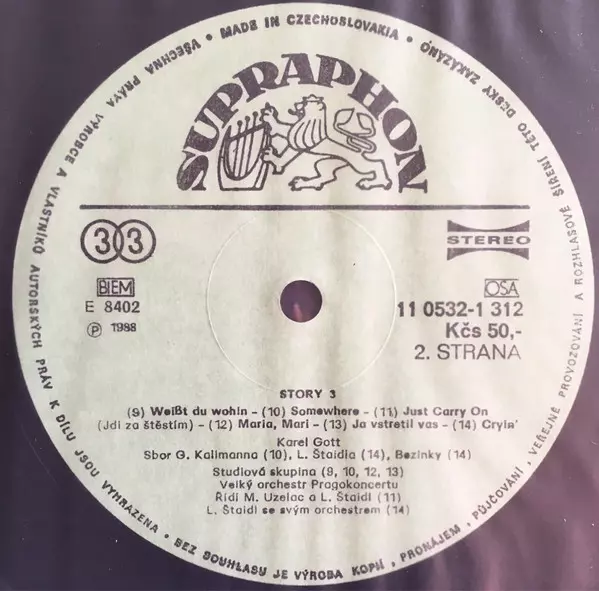 VŠECHNA PRÁVA VÝROBCE A VLASTNÍKŮ AUTORSKÝCH PRÁV K DÍLU JSOU VYHRAZENA • BEZ SOUHLASU JE VÝROBA KOPIÍ, PRONÁJEM, PŮJČOVÁNÍ, VEŘEJNÉ PROVOZOVÁNÍ A ROZHLASOVÉ ŠÍŘENÍ TÉTO DESKY ZAKÁZÁNO
• MADE IN CZECHOSLOVAKIA •
SUPRAPHON
33
STEREO
BIEM
OSA
E 8402
11 0532-1 312
Ⓟ 1988
Kčs 50,-
2. STRANA
STORY 3
(9) Weißt du wohin - (10) Somewhere - (11) Just Carry On
(Jdi za štěstím) - (12) Maria, Mari - (13) Ja vstretil vas - (14) Cryin'
Karel Gott
Sbor G. Kalimanna (10), L. Štaidla (14), Bezinky (14)
Studiová skupina (9, 10, 12, 13)
Velký orchestr Pragokoncertu
Řídí M. Uzelac a L. Štaidl (11)
L. Štaidl se svým orchestrem (14)